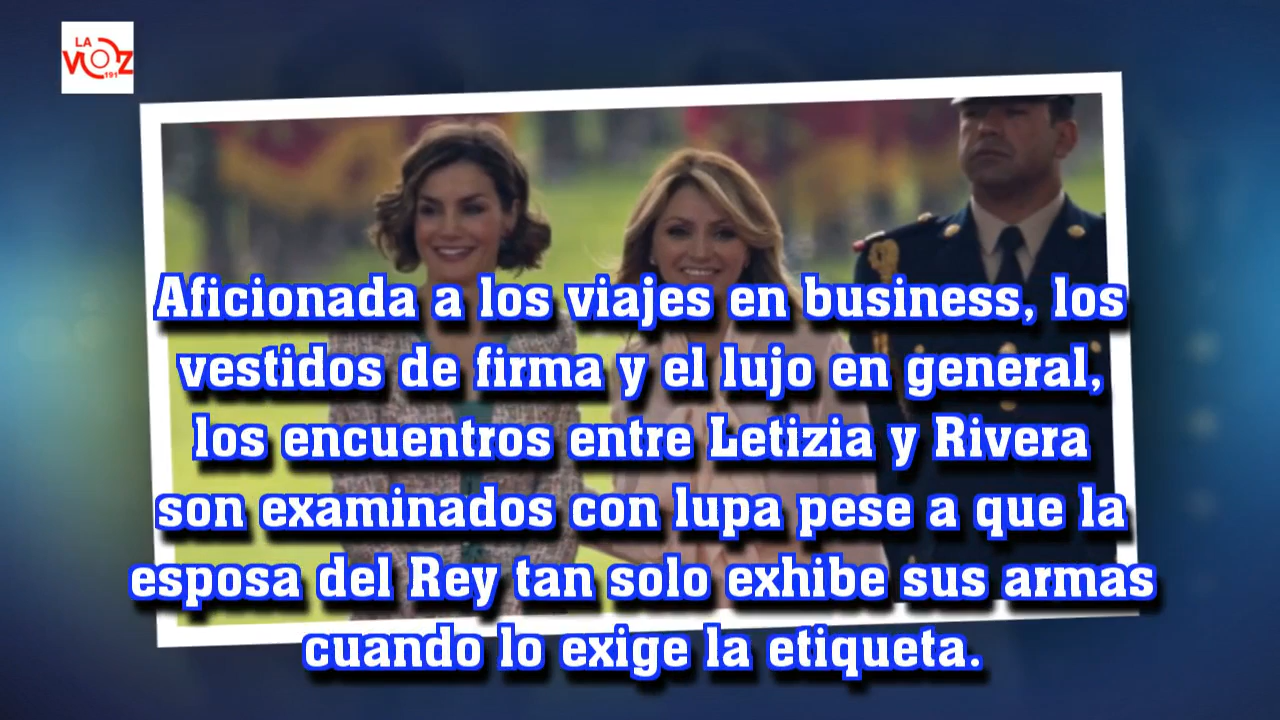 LA
VOZ
191
Aficionada a los viajes en business, los
vestidos de firma y el lujo en general,
los encuentros entre Letizia y Rivera
son examinados con lupa pese a que la
esposa del Rey tan solo exhibe sus armas
cuando lo exige la etiqueta.